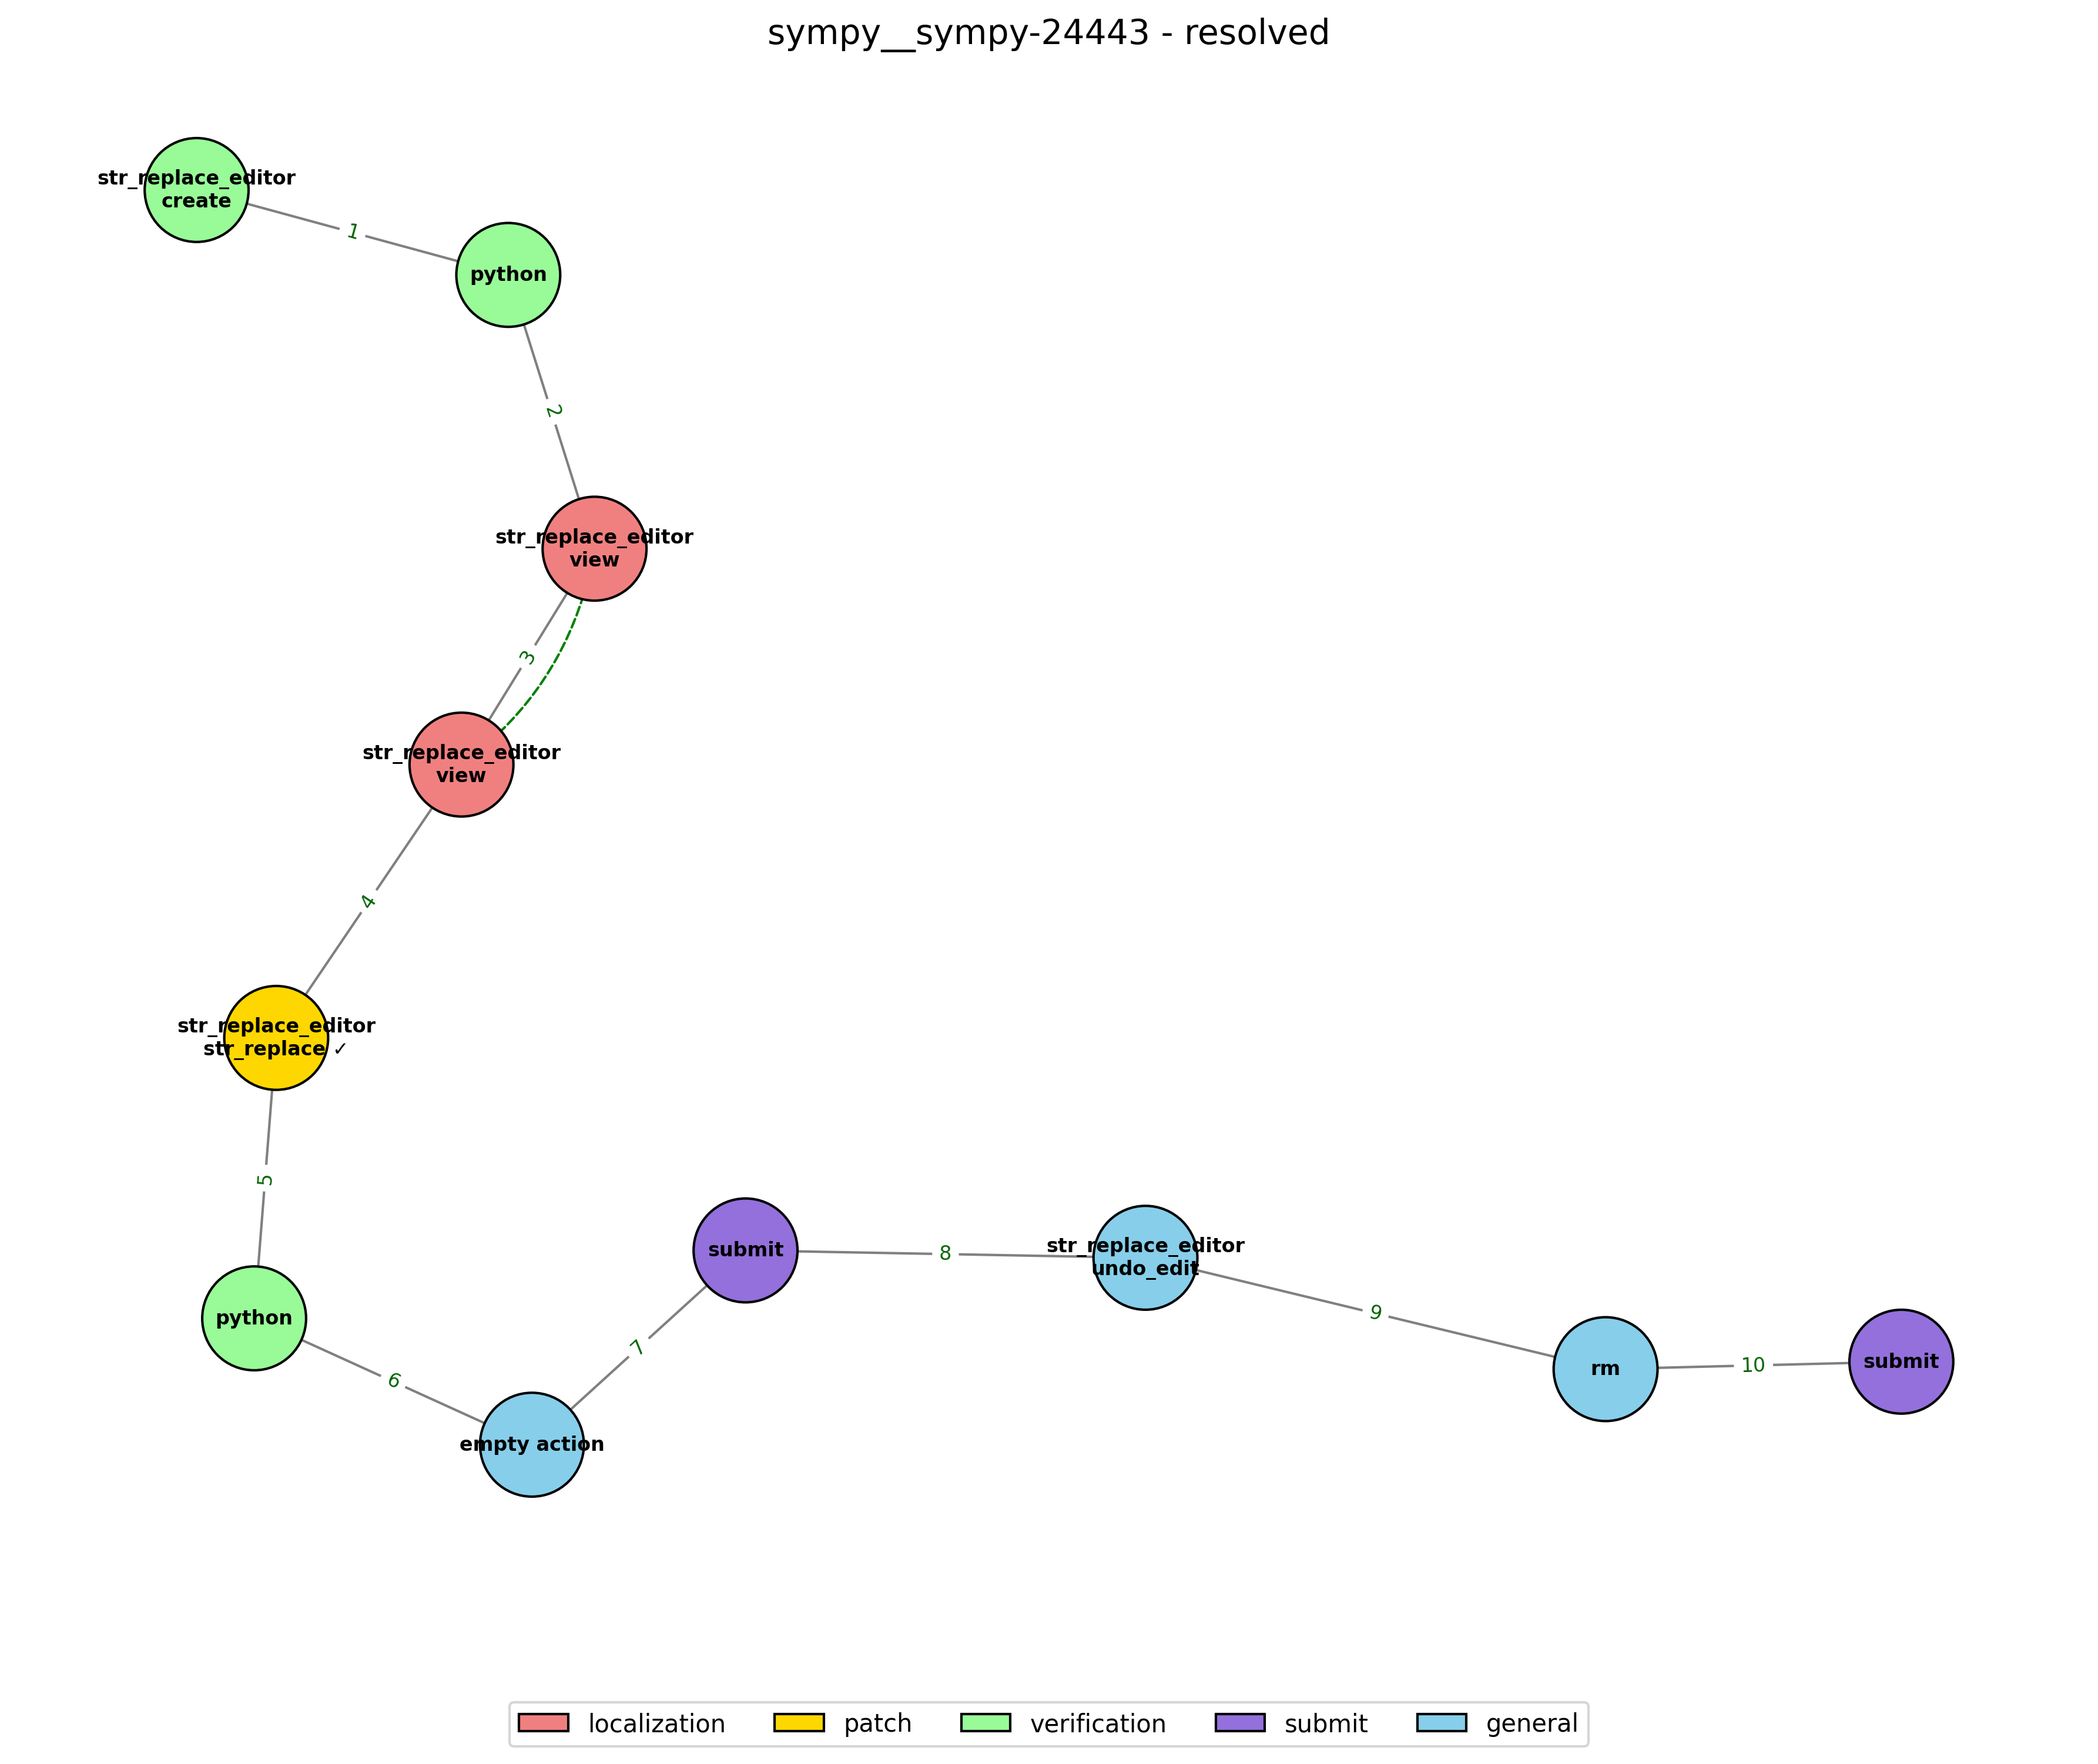 sympy__sympy-24443 - resolved
str_replace_editor
create
1
python
2
str_replace_editor
view
3
str_replace_editor
view
4
str_replace_editor
str_replace ✓
5
python
6
empty action
7
submit
8
str_replace_editor
undo_edit
9
rm
10
submit
localization
patch
verification
submit
general